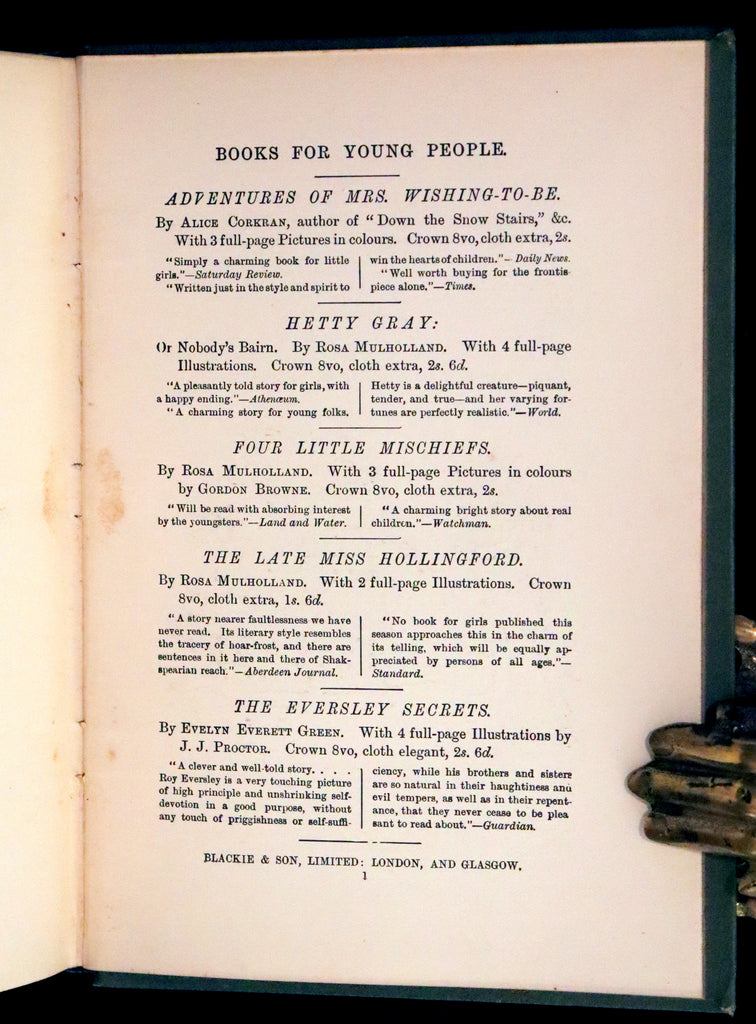 BOOKS FOR YOUNG PEOPLE.
ADVENTURES OF MRS. WISHING-TO-BE.
By ALICE CORKRAN, author of “Down the Snow Stairs,” &c.
With 3 full-page Pictures in colours. Crown 8vo, cloth extra, 2s.
“Simply a charming book for little
girls.”—Saturday Review.
“Written just in the style and spirit to
win the hearts of children.”—Daily News.
“Well worth buying for the frontis-
piece alone.”—Times.
HETTY GRAY:
Or Nobody's Bairn. By ROSA MULHOLLAND. With 4 full-page
Illustrations. Crown 8vo, cloth extra, 2s. 6d.
“A pleasantly told story for girls, with
a happy ending.”—Athenæum.
“A charming story for young folks.
Hetty is a delightful creature—piquant,
tender, and true—and her varying for-
tunes are perfectly realistic.”—World.
FOUR LITTLE MISCHIEFS.
By ROSA MULHOLLAND. With 3 full-page Pictures in colours
by GORDON BROWNE. Crown 8vo, cloth extra, 2s.
“Will be read with absorbing interest
by the youngsters.”—Land and Water.
“A charming bright story about real
children.”—Watchman.
THE LATE MISS HOLLINGFORD.
By ROSA MULHOLLAND. With 2 full-page Illustrations. Crown
8vo, cloth extra, 1s. 6d.
“A story nearer faultlessness we have
never read. Its literary style resembles
the tracery of hoar-frost, and there are
sentences in it here and there of Shak-
spearian reach.”—Aberdeen Journal.
“No book for girls published this
season approaches this in the charm of
its telling, which will be equally ap-
preciated by persons of all ages.”—
Standard.
THE EVERSLEY SECRETS.
By EVELYN EVERETT GREEN. With 4 full-page Illustrations by
J. J. PROCTOR. Crown 8vo, cloth elegant, 2s. 6d.
“A clever and well-told story. . . .
Roy Eversley is a very touching picture
of high principle and unshrinking self-
devotion in a good purpose, without
any touch of priggishness or self-suffi-
ciency, while his brothers and sisters
are so natural in their haughtiness and
evil tempers, as well as in their repent-
ance, that they never cease to be plea
sant to read about.”—Guardian.
BLACKIE & SON, LIMITED: LONDON, AND GLASGOW.
1